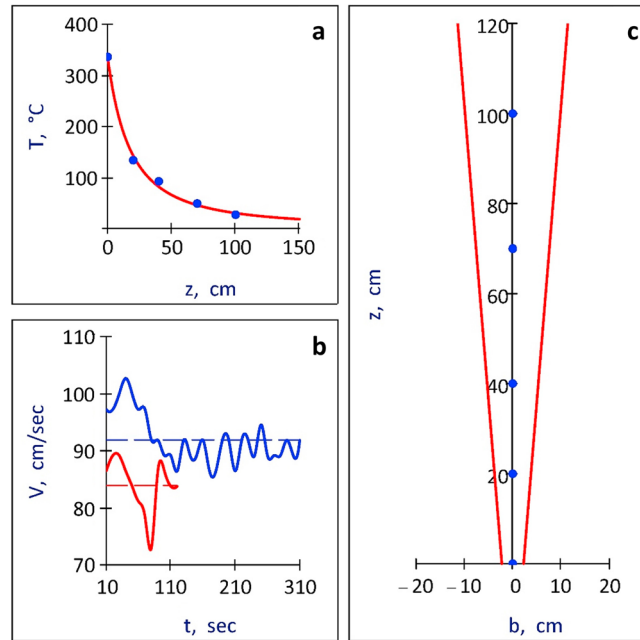 a
400
300
200
100
T, °C
0 50 100 150
z, cm
b
110
100
90
80
70
V, cm/sec
10 110 210 310
t, sec
c
120
100
80
60
40
20
z, cm
−20 −10 0 10 20
b, cm